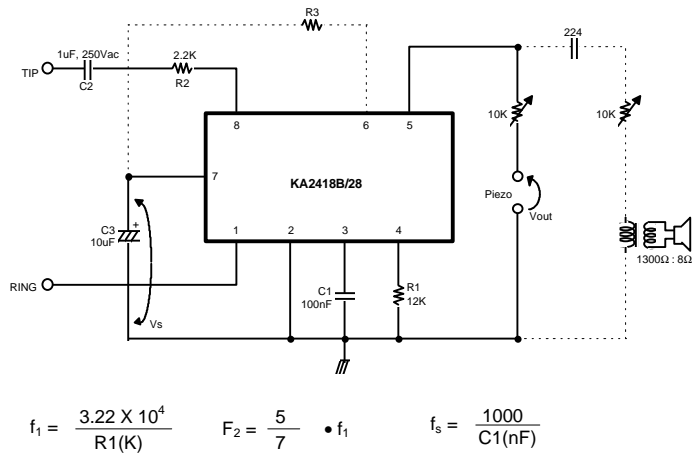 R3
1uF, 250Vac
2.2K
224
TIP
C2
R2
8
6
5
10K
10K
7
KA2418B/28
Piezo
Vout
C3
+
10uF
1
2
3
4
1300Ω : 8Ω
RING
C1
100nF
R1
12K
Vs
f₁ = 3.22 X 10⁴ / R1(K)
F₂ = 5 / 7 • f₁
fₛ = 1000 / C1(nF)